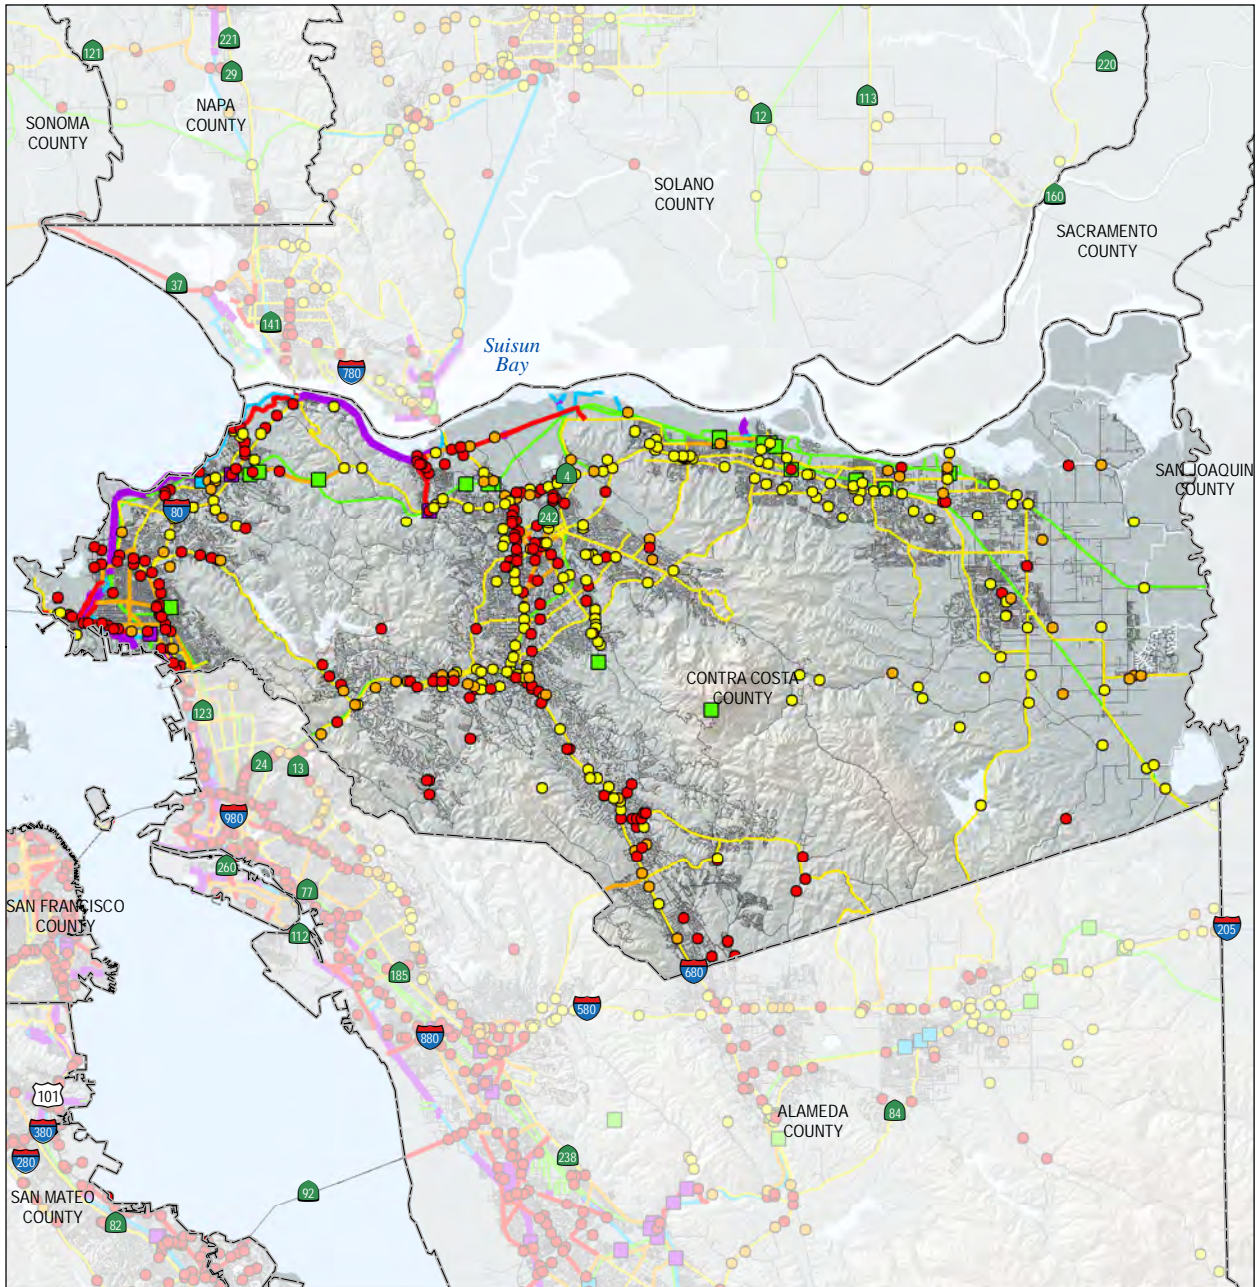 221
121
29
220
113
12
NAPA
COUNTY
SONOMA
COUNTY
SOLANO
COUNTY
160
SACRAMENTO
COUNTY
37
141
Suisun
Bay
780
4
SAN JOAQUIN
COUNTY
80
242
CONTRA COSTA
COUNTY
123
24
13
980
260
77
SAN FRANCISCO
COUNTY
112
205
185
680
580
880
101
380
280
ALAMEDA
COUNTY
84
238
92
SAN MATEO
COUNTY
82